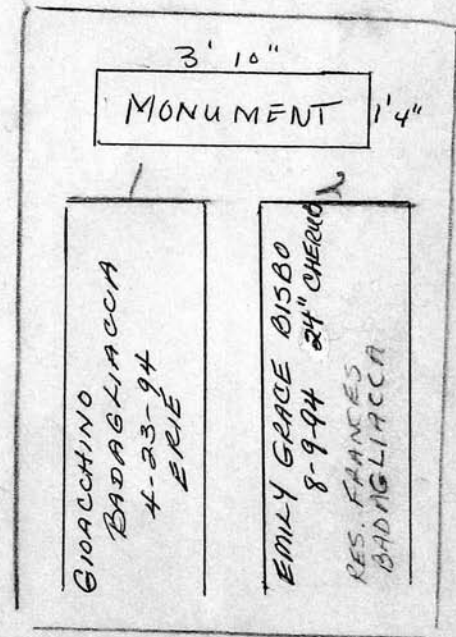 3' 10"
MONUMENT
1'4"
1
2
GIOACCHINO
BADAGLIACCA
4-23-94
ERIE
EMILY GRACE BISBO
8-9-94 24" CHERUB
RES. FRANCES
BADAGLIACCA